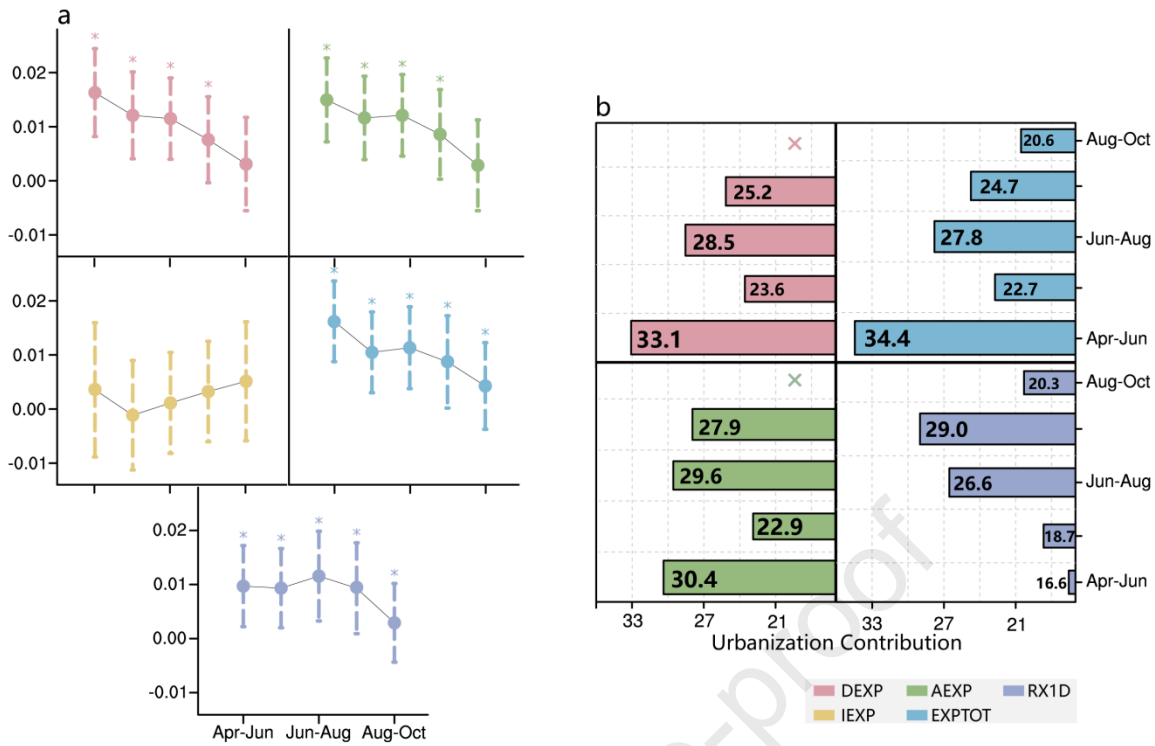 a
0.02
0.01
0.00
-0.01
0.02
0.01
0.00
-0.01
0.02
0.01
0.00
-0.01
Apr-Jun Jun-Aug Aug-Oct
b
20.6 Aug-Oct
25.2 24.7
28.5 27.8 Jun-Aug
23.6 22.7
33.1 34.4 Apr-Jun
20.3 Aug-Oct
27.9 29.0
29.6 26.6 Jun-Aug
22.9 18.7
30.4 16.6 Apr-Jun
33 27 21 33 27 21
Urbanization Contribution
DEXP AEXP RX1D
IEXP EXPTOT
-proof